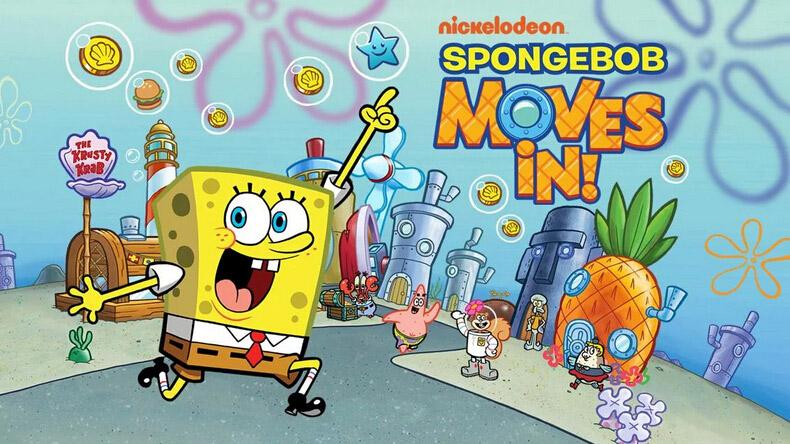 nickelodeon
SPONGEBOB
MOVES
IN!
THE
KRUSTY
KRAB